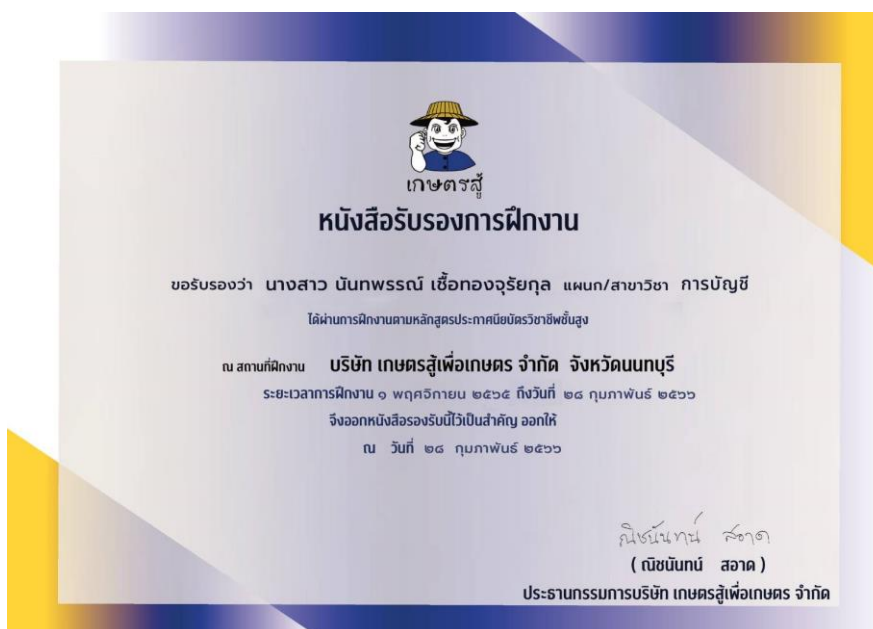 เกษตรสู้
หนังสือรับรองการฝึกงาน
ขอรับรองว่า นางสาว นันทพรรณ์ เชื้อทองจุรัยกุล แผนก/สาขาวิชา การบัญชี
ได้ผ่านการฝึกงานตามหลักสูตรประกาศนียบัตรวิชาชีพชั้นสูง
ณ สถานที่ฝึกงาน บริษัท เกษตรสู้เพื่อเกษตร จำกัด จังหวัดนนทบุรี
ระยะเวลาการฝึกงาน ๑ พฤศจิกายน ๒๕๖๕ ถึงวันที่ ๒๘ กุมภาพันธ์ ๒๕๖๖
จึงออกหนังสือรองรับนี้ไว้เป็นสำคัญ ออกให้
ณ วันที่ ๒๘ กุมภาพันธ์ ๒๕๖๖
ณิชนันทน์ สอาด
( ณิชนันทน์ สอาด )
ประธานกรรมการบริษัท เกษตรสู้เพื่อเกษตร จำกัด